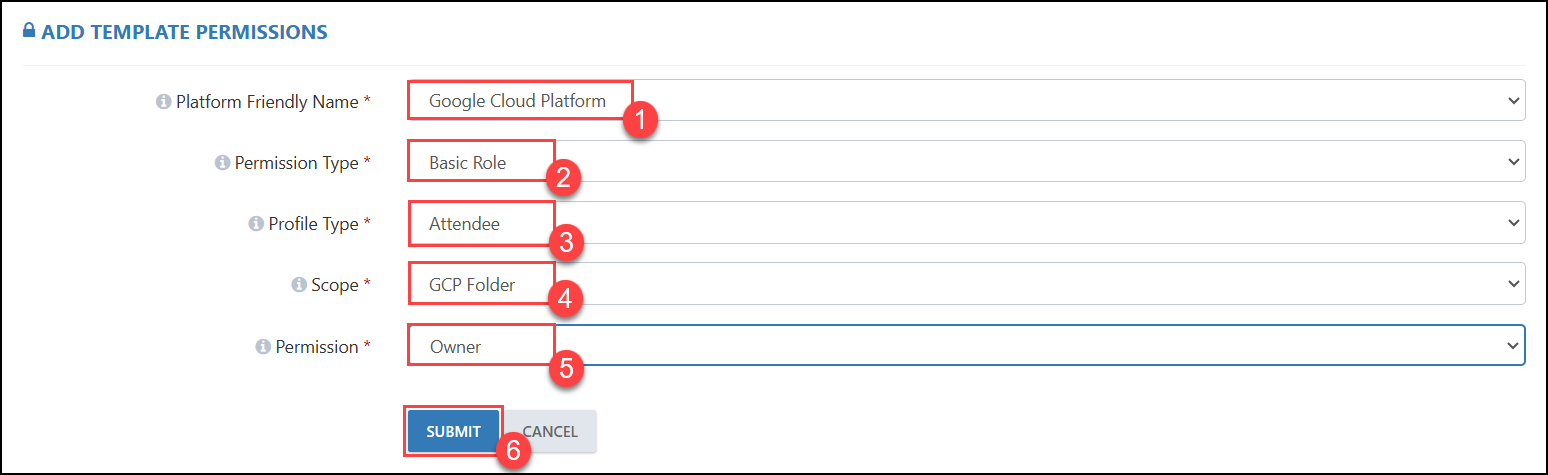 ADD TEMPLATE PERMISSIONS
Platform Friendly Name * Google Cloud Platform 1
Permission Type * Basic Role 2
Profile Type * Attendee 3
Scope * GCP Folder 4
Permission * Owner 5
SUBMIT 6 CANCEL